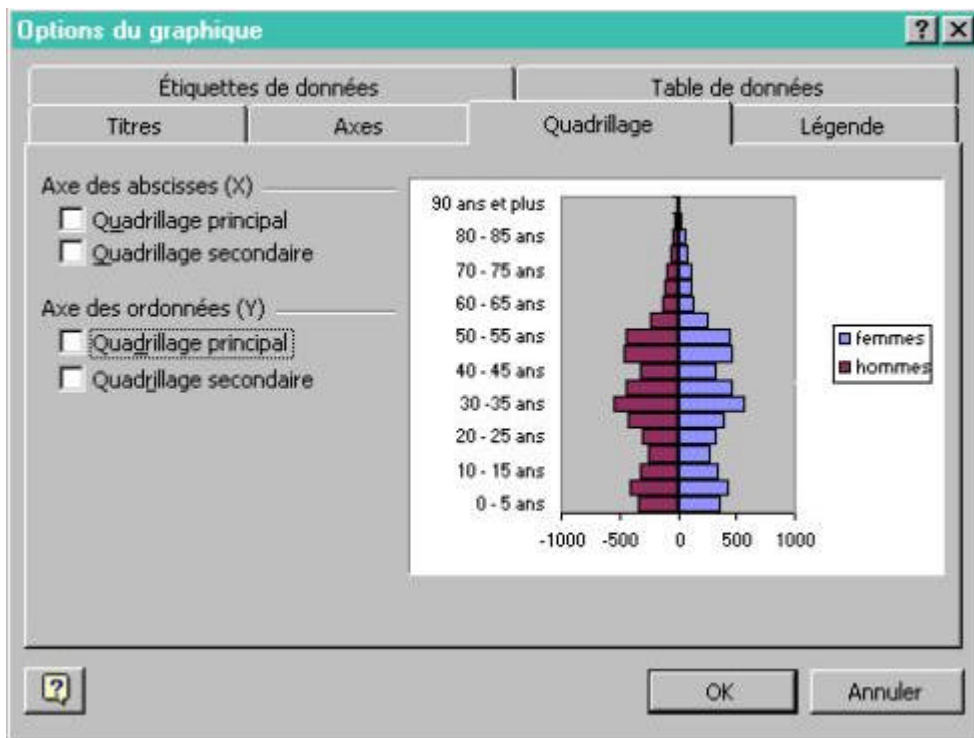 Options du graphique
Étiquettes de données
Table de données
Titres
Axes
Quadrillage
Légende
Axe des abscisses (X)
Quadrillage principal
Quadrillage secondaire
Axe des ordonnées (Y)
Quadrillage principal
Quadrillage secondaire
90 ans et plus
80 - 85 ans
70 - 75 ans
60 - 65 ans
50 - 55 ans
40 - 45 ans
30 -35 ans
20 - 25 ans
10 - 15 ans
0 - 5 ans
-1000 -500 0 500 1000
femmes
hommes
OK
Annuler